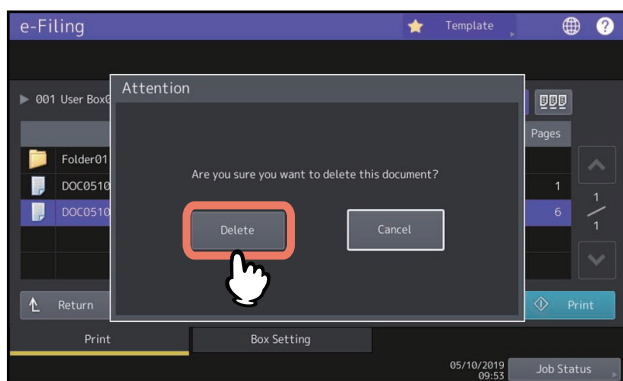 e-Filing
Template
?
001 User Box0
Attention
Pages
Folder01
Are you sure you want to delete this document?
DOC0510
1
DOC0510
6
Delete
Cancel
1
1
Return
Print
Print
Box Setting
05/10/2019
09:53
Job Status